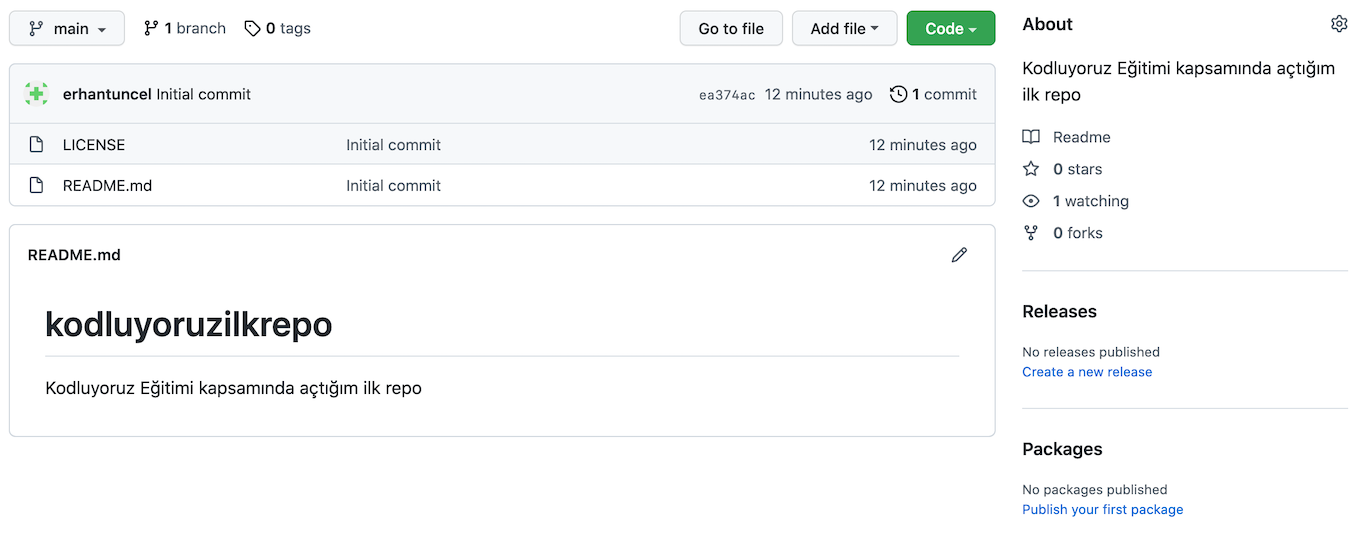 main
1 branch
0 tags
Go to file
Add file
Code
erhantuncel Initial commit
ea374ac 12 minutes ago
1 commit
LICENSE
Initial commit
12 minutes ago
README.md
Initial commit
12 minutes ago
README.md
kodluyoruzilkrepo
Kodluyoruz Eğitimi kapsamında açtığım ilk repo
About
Kodluyoruz Eğitimi kapsamında açtığım
ilk repo
Readme
0 stars
1 watching
0 forks
Releases
No releases published
Create a new release
Packages
No packages published
Publish your first package